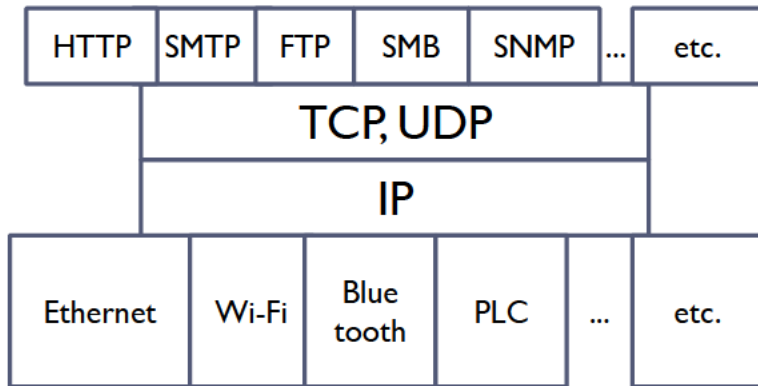 HTTP SMTP FTP SMB SNMP ... etc.
TCP, UDP
IP
Ethernet Wi-Fi Blue tooth PLC ... etc.